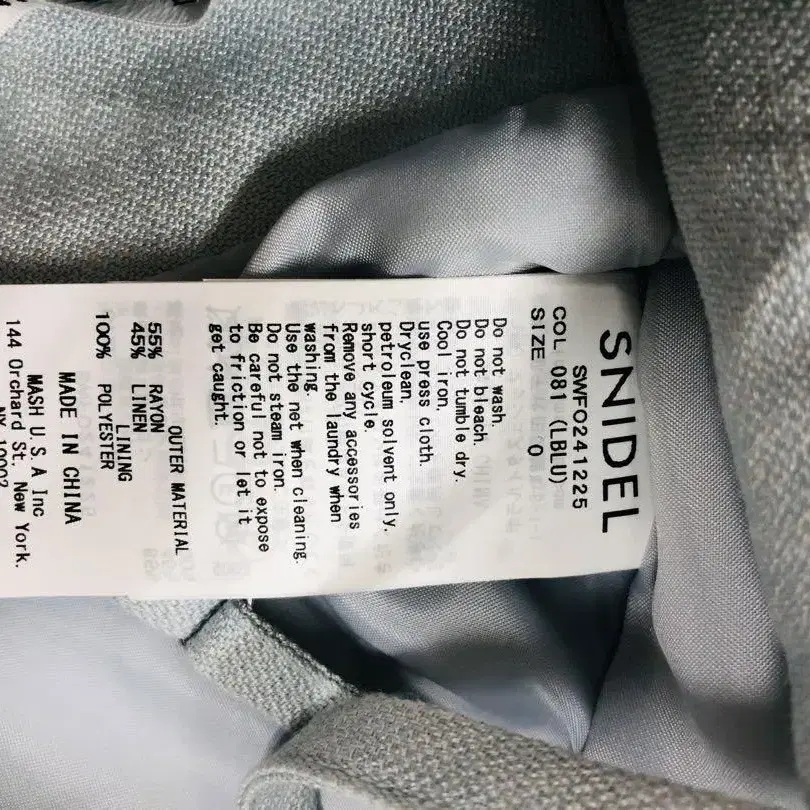 SNIDEL
SWFO241225
COL 081 (LBLU)
SIZE 0
Do not wash.
Do not bleach.
Do not tumble dry.
Cool iron.
use press cloth.
Dryclean.
petroleum solvent only.
short cycle.
Remove any accessories
from the laundry when
washing.
Use the net when cleaning.
Do not steam iron.
Be careful not to expose
to friction or let it
get caught.
OUTER MATERIAL
55% RAYON
45% LINEN
LINING
100% POLYESTER
MADE IN CHINA
MASH U.S.A Inc
144 Orchard St. New York.